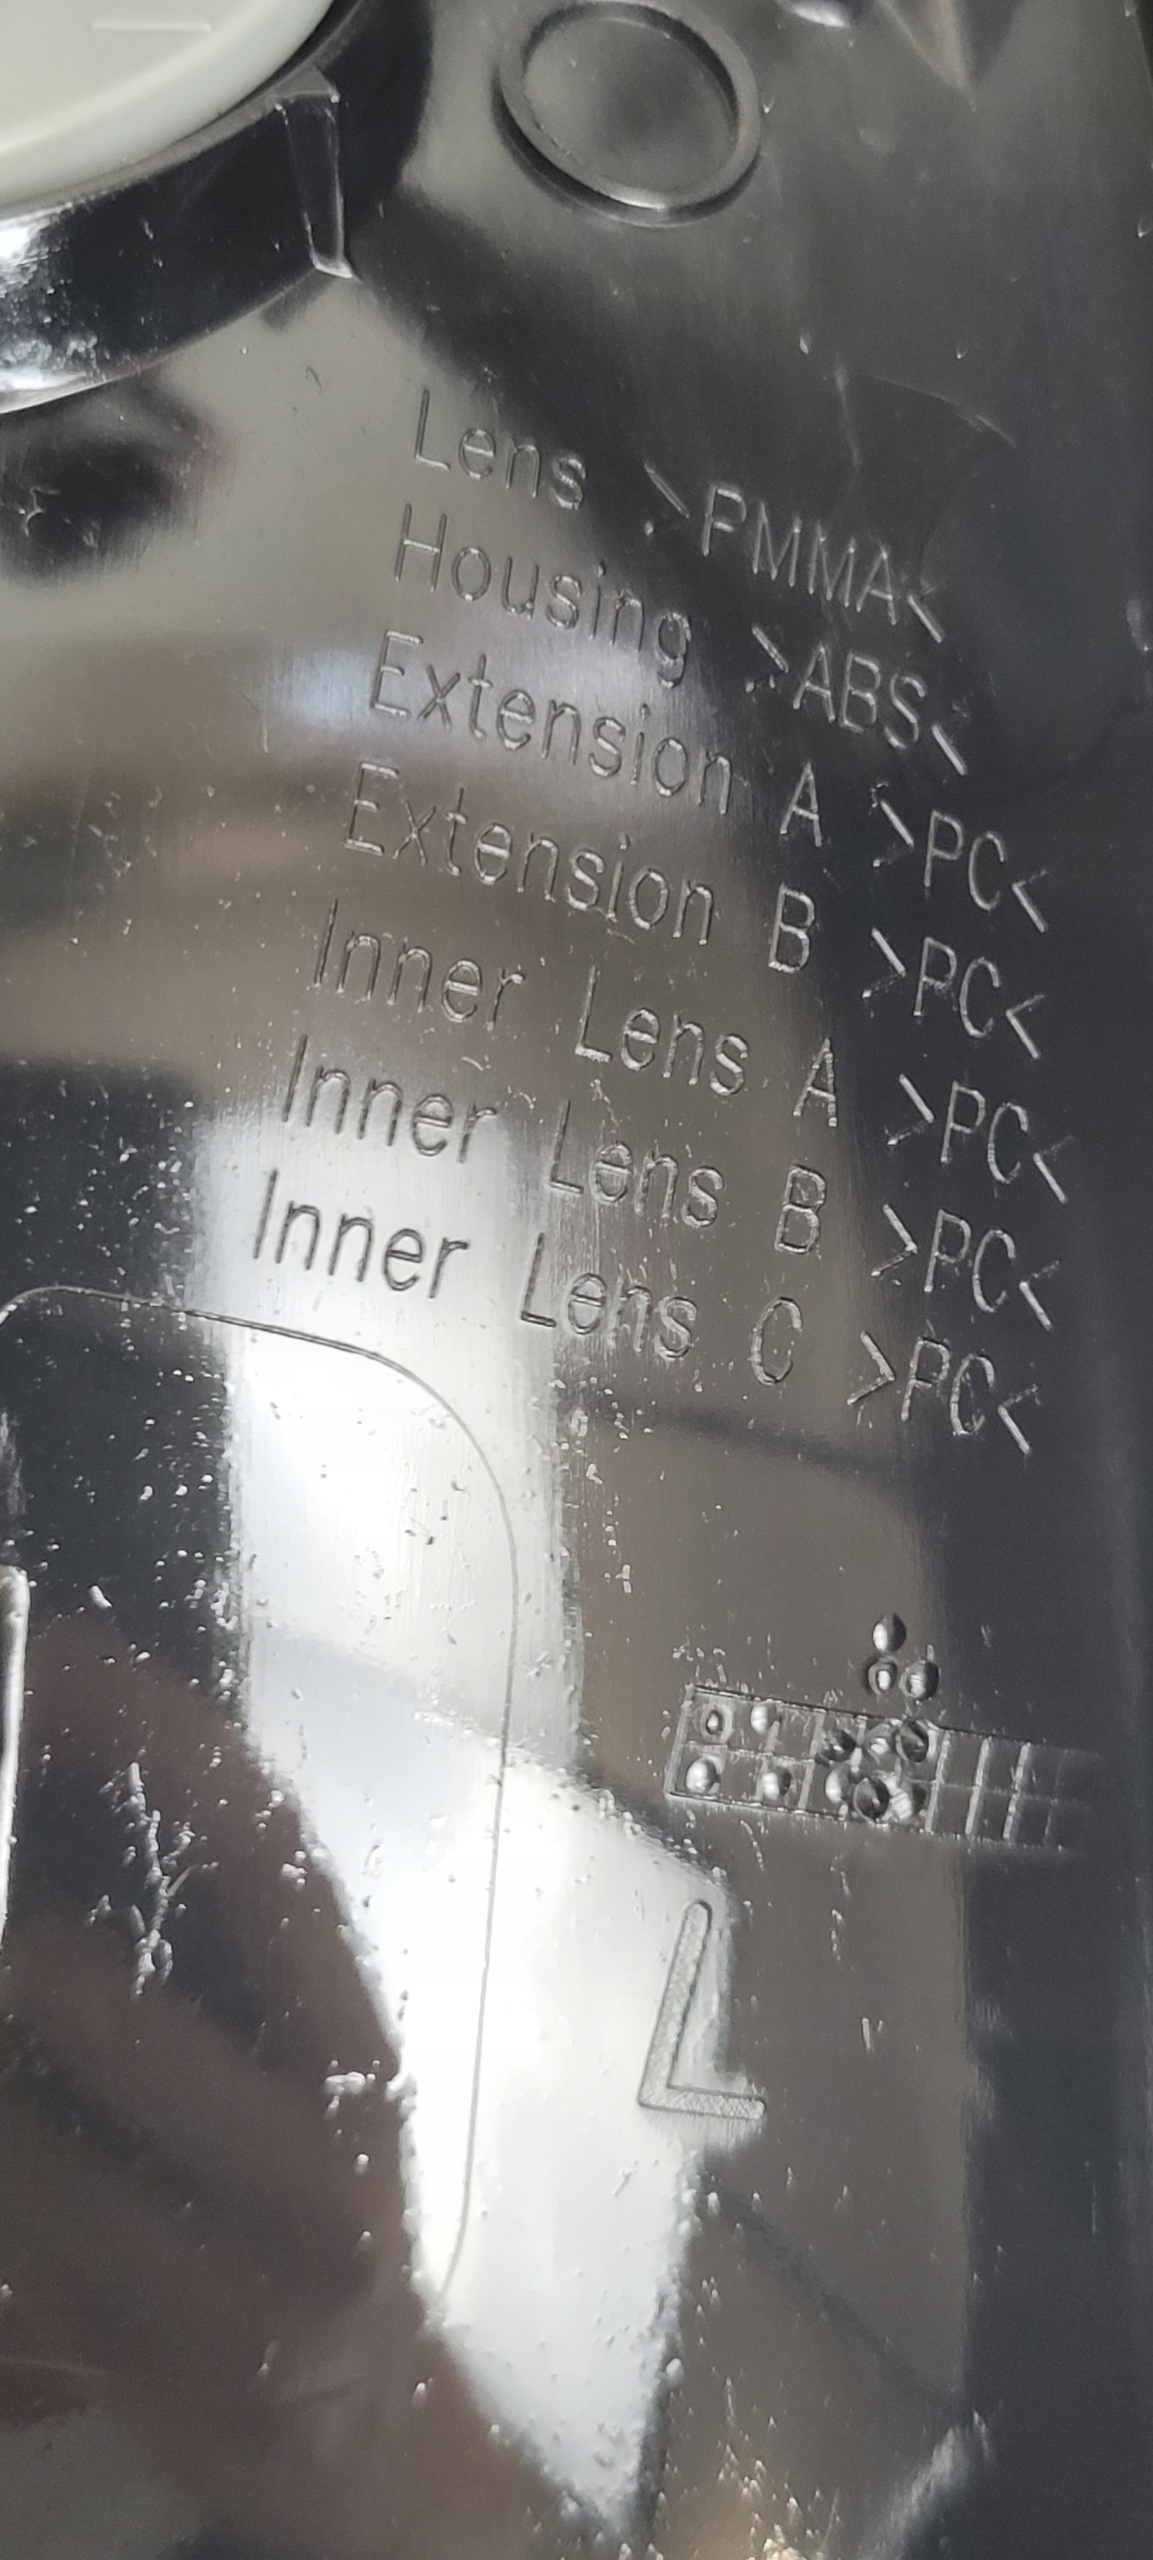 Lens >PMMA<
Housing >ABS<
Extension A >PC<
Extension B >PC<
Inner Lens A >PC<
Inner Lens B >PC<
Inner Lens C >PC<
L